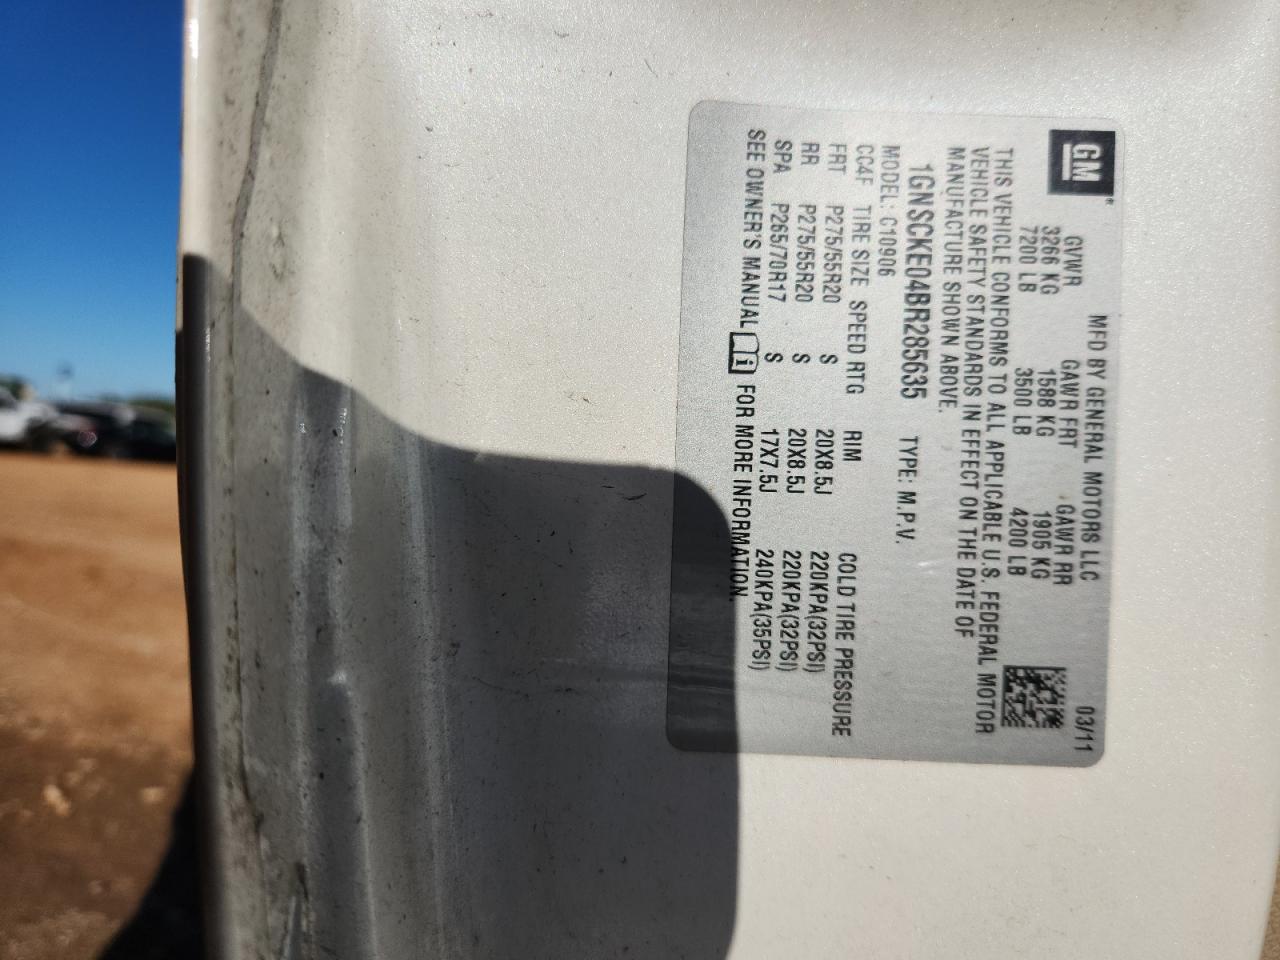 GM
MFD BY GENERAL MOTORS LLC 03/11
GVWR GAWR FRT GAWR RR
3266 KG 1588 KG 1905 KG
7200 LB 3500 LB 4200 LB
THIS VEHICLE CONFORMS TO ALL APPLICABLE U.S. FEDERAL MOTOR
VEHICLE SAFETY STANDARDS IN EFFECT ON THE DATE OF
MANUFACTURE SHOWN ABOVE.
1GNSCKE04BR285635 TYPE: M.P.V.
MODEL: C10906
CC4F TIRE SIZE SPEED RTG RIM COLD TIRE PRESSURE
FRT P275/55R20 S 20X8.5J 220KPA(32PSI)
RR P275/55R20 S 20X8.5J 220KPA(32PSI)
SPA P265/70R17 S 17X7.5J 240KPA(35PSI)
SEE OWNER'S MANUAL i FOR MORE INFORMATION.